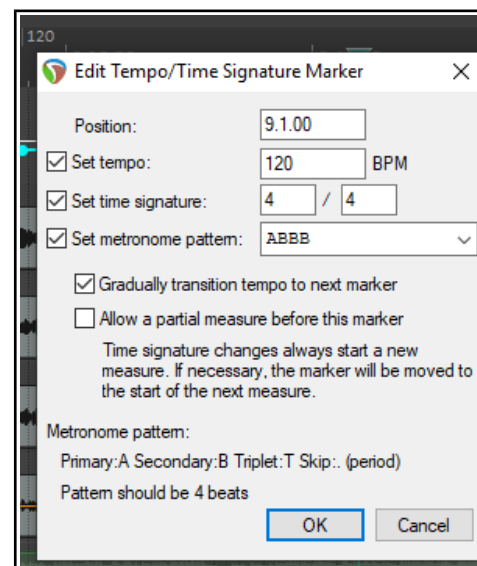 120
Edit Tempo/Time Signature Marker
Position: 9.1.00
Set tempo: 120 BPM
Set time signature: 4 / 4
Set metronome pattern: ABBB
Gradually transition tempo to next marker
Allow a partial measure before this marker
Time signature changes always start a new
measure. If necessary, the marker will be moved to
the start of the next measure.
Metronome pattern:
Primary:A Secondary:B Triplet:T Skip:. (period)
Pattern should be 4 beats
OK Cancel